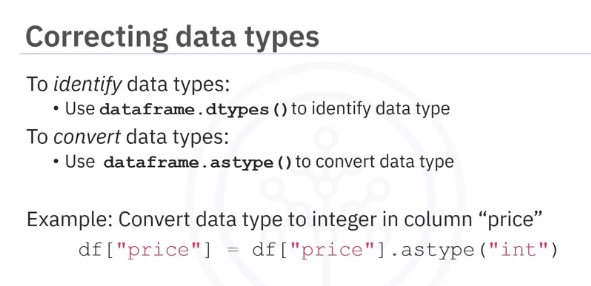 Correcting data types
To identify data types:
• Use dataframe.dtypes() to identify data type
To convert data types:
• Use dataframe.astype() to convert data type
Example: Convert data type to integer in column “price”
df["price"] = df["price"].astype("int")